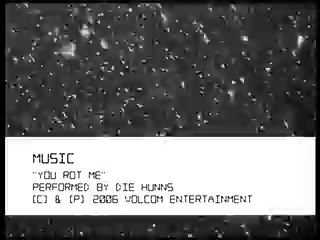 MUSIC
"YOU ROT ME"
PERFORMED BY DIE HUNNS
(C) & (P) 2006 VOLCOM ENTERTAINMENT